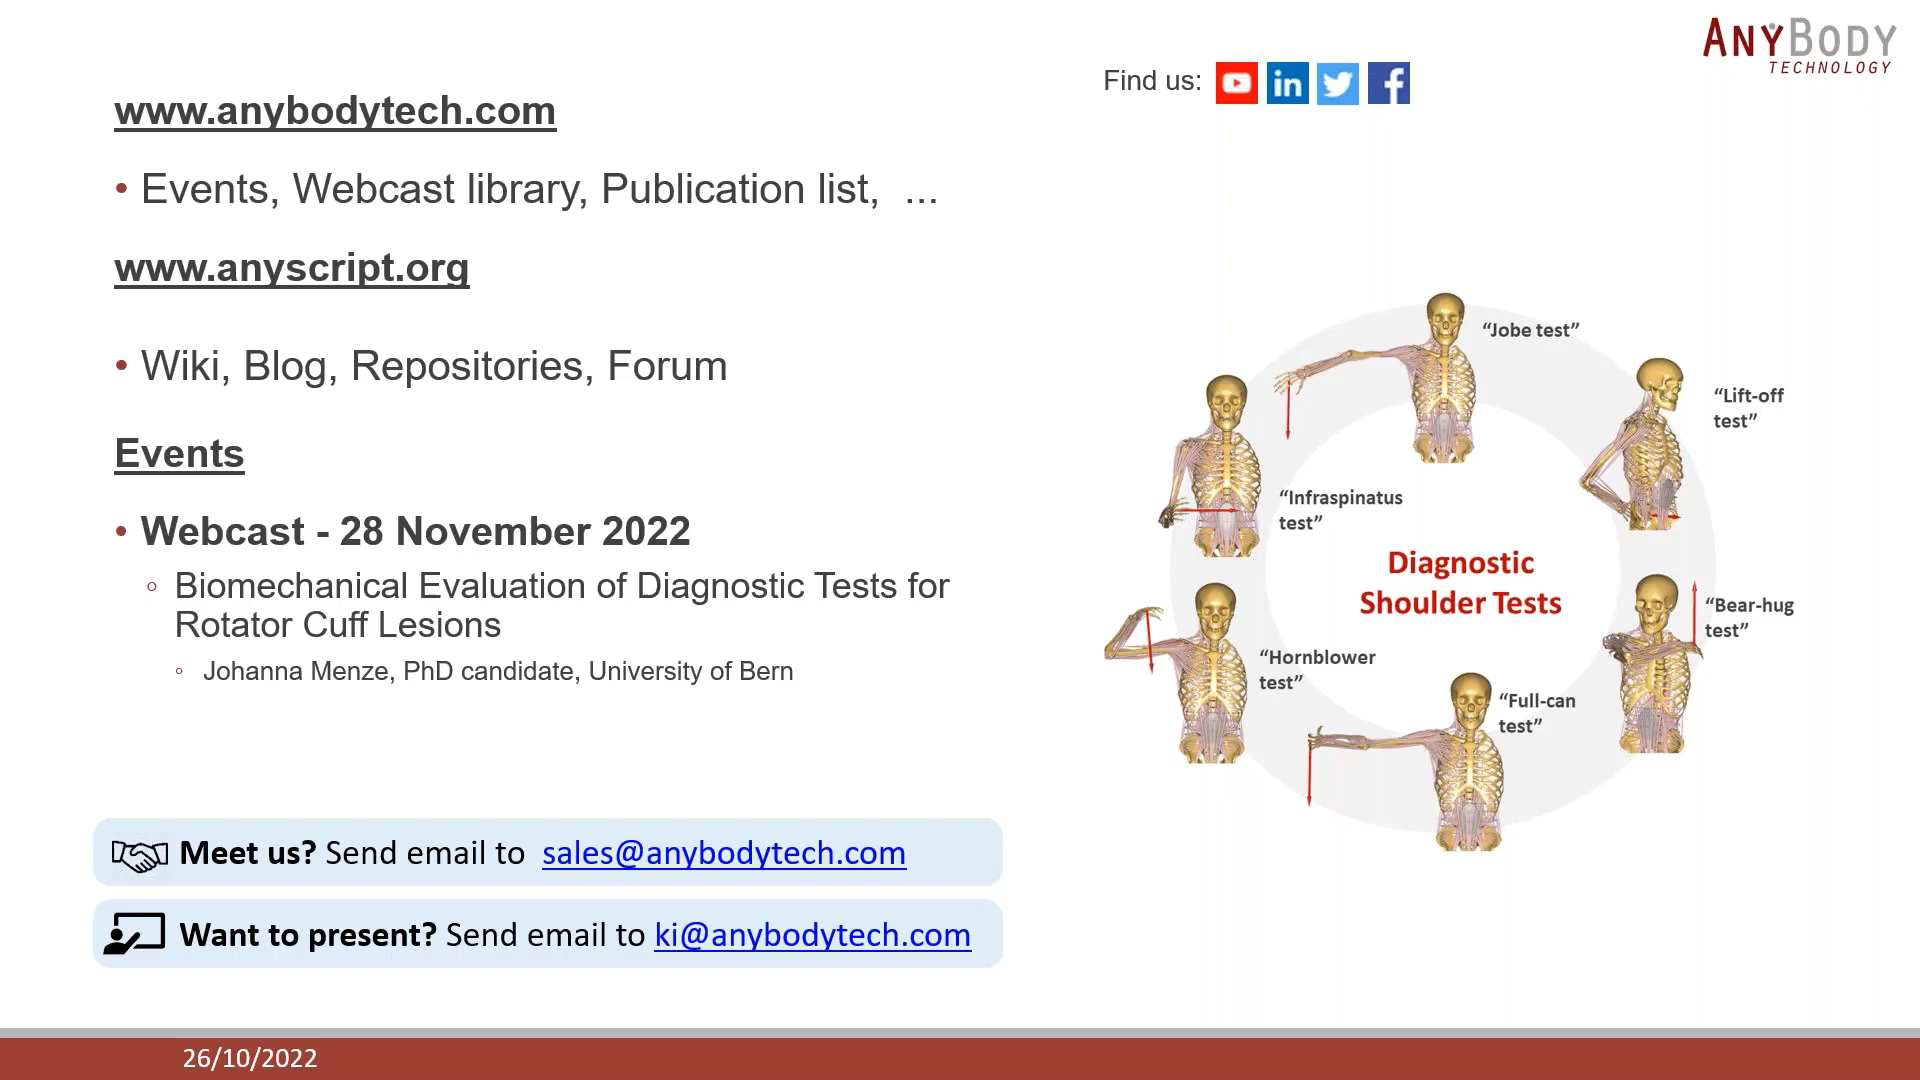 ANYBODY
TECHNOLOGY
Find us:
www.anybodytech.com
• Events, Webcast library, Publication list, ...
www.anyscript.org
• Wiki, Blog, Repositories, Forum
Events
• Webcast - 28 November 2022
◦ Biomechanical Evaluation of Diagnostic Tests for
Rotator Cuff Lesions
◦ Johanna Menze, PhD candidate, University of Bern
Meet us? Send email to sales@anybodytech.com
Want to present? Send email to ki@anybodytech.com
“Jobe test”
“Lift-off
test”
“Infraspinatus
test”
Diagnostic
Shoulder Tests
“Bear-hug
test”
“Hornblower
test”
“Full-can
test”
26/10/2022